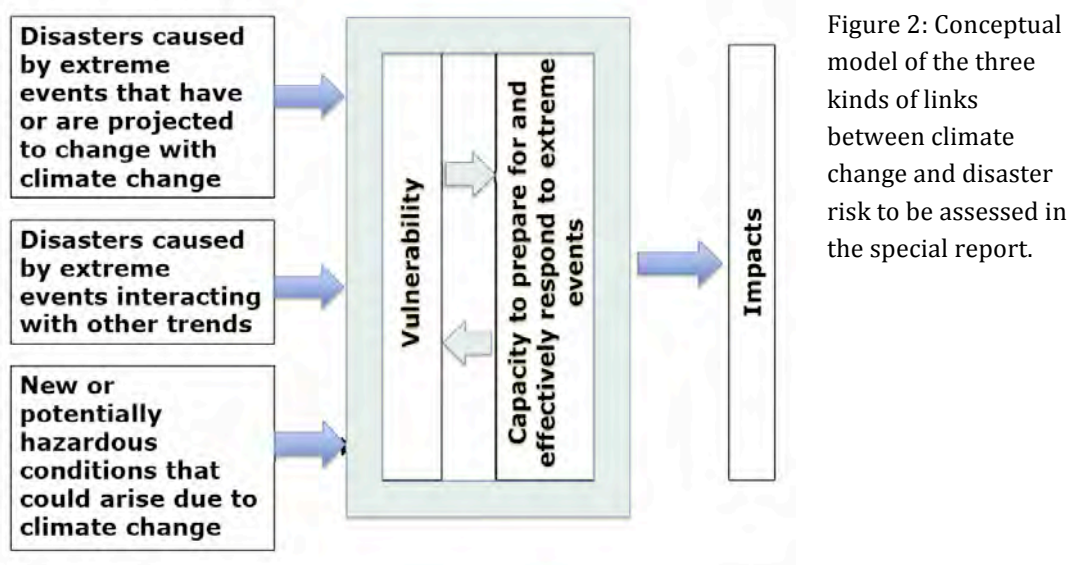 Disasters caused
by extreme
events that have
or are projected
to change with
climate change
Disasters caused
by extreme
events interacting
with other trends
New or
potentially
hazardous
conditions that
could arise due to
climate change
Vulnerability
Capacity to prepare for and
effectively respond to extreme
events
Impacts
Figure 2: Conceptual
model of the three
kinds of links
between climate
change and disaster
risk to be assessed in
the special report.